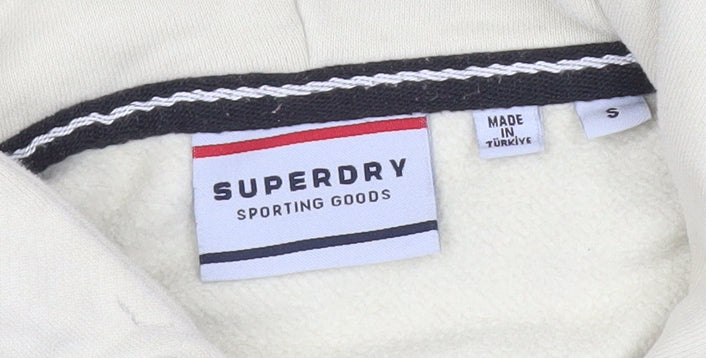 SUPERDRY
SPORTING GOODS
MADE
IN
TÜRKİYE
S